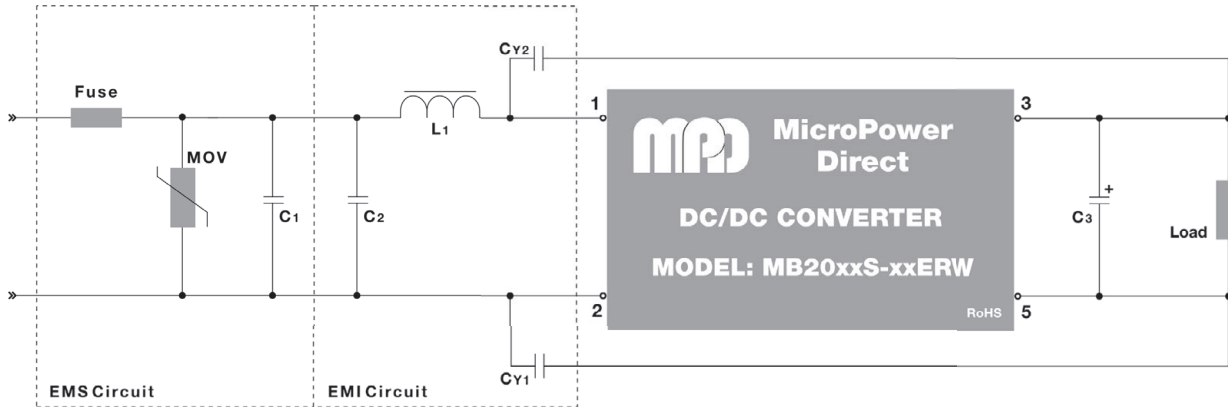 CY2
Fuse
1
3
MPD
MicroPower
Direct
L1
MOV
C1
C2
DC/DC CONVERTER
C3
+
Load
MODEL: MB20xxS-xxERW
2
5
RoHS
CY1
EMS Circuit
EMI Circuit